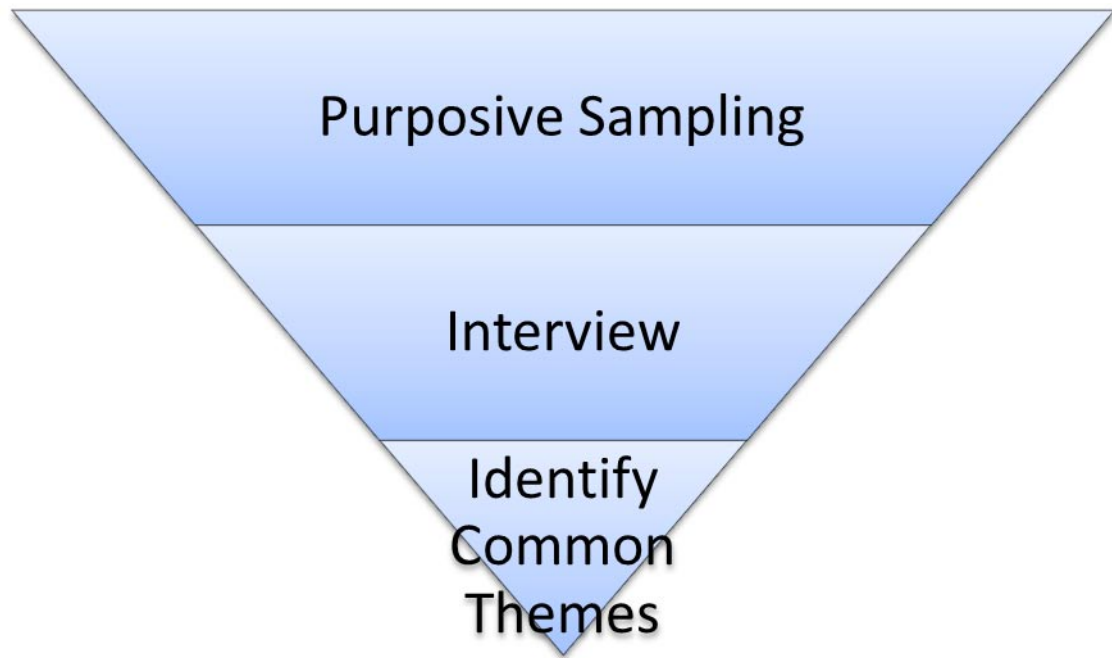 Purposive Sampling
Interview
Identify
Common
Themes